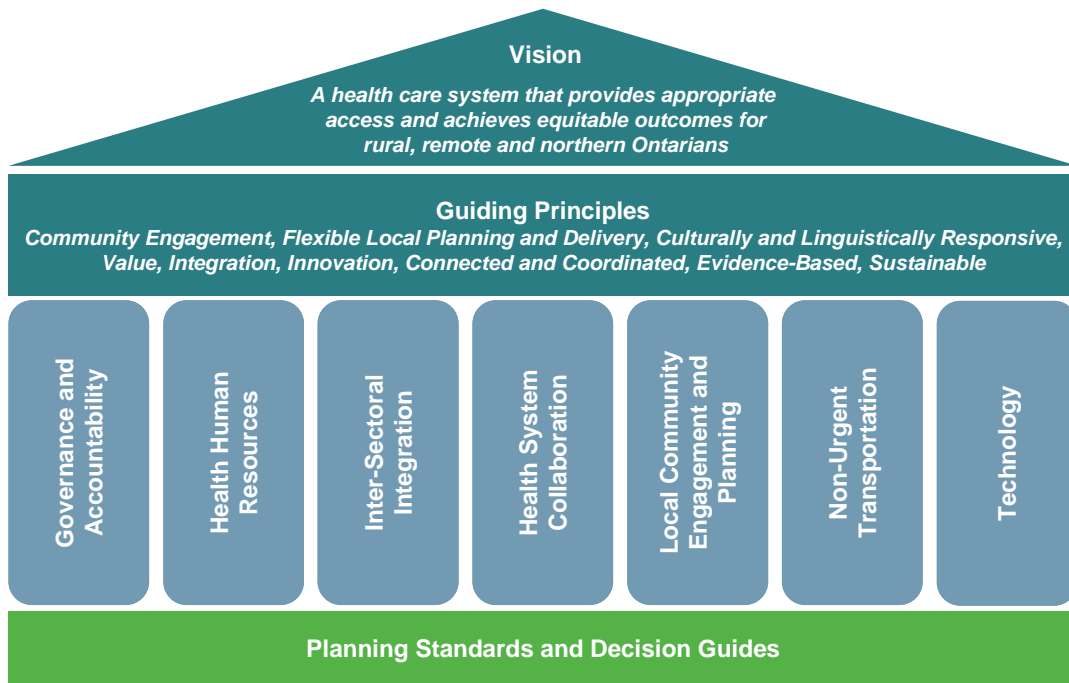 Vision
A health care system that provides appropriate
access and achieves equitable outcomes for
rural, remote and northern Ontarians
Guiding Principles
Community Engagement, Flexible Local Planning and Delivery, Culturally and Linguistically Responsive,
Value, Integration, Innovation, Connected and Coordinated, Evidence-Based, Sustainable
Governance and
Accountability
Health Human
Resources
Inter-Sectoral
Integration
Health System
Collaboration
Local Community
Engagement and
Planning
Non-Urgent
Transportation
Technology
Planning Standards and Decision Guides